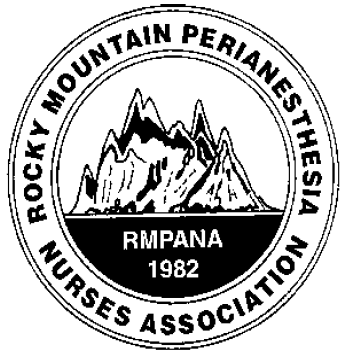 ROCKY MOUNTAIN PERIANESTHESIA
NURSES ASSOCIATION
RMPANA
1982